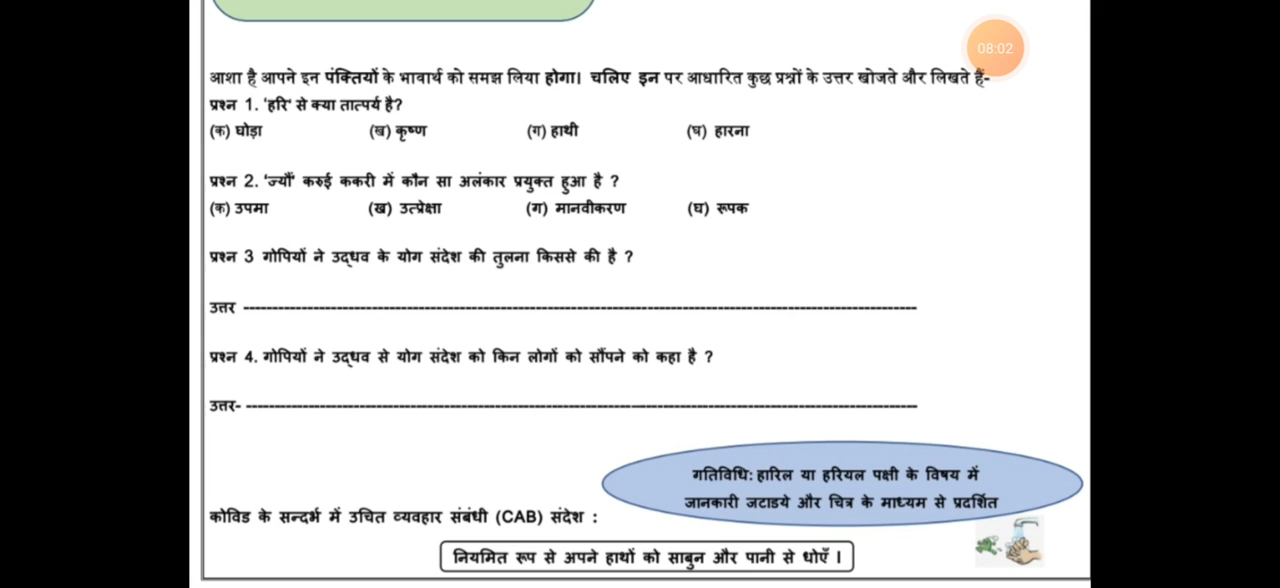 08:02
आशा है आपने इन पंक्तियों के भावार्थ को समझ लिया होगा। चलिए इन पर आधारित कुछ प्रश्नों के उत्तर खोजते और लिखते हैं-
प्रश्न 1. 'हरि' से क्या तात्पर्य है?
(क) घोड़ा (ख) कृष्ण (ग) हाथी (घ) हारना
प्रश्न 2. 'ज्यौं' करुई ककरी में कौन सा अलंकार प्रयुक्त हुआ है ?
(क) उपमा (ख) उत्प्रेक्षा (ग) मानवीकरण (घ) रूपक
प्रश्न 3 गोपियों ने उद्धव के योग संदेश की तुलना किससे की है ?
उत्तर ----------------------------------------
प्रश्न 4. गोपियों ने उद्धव से योग संदेश को किन लोगों को सौंपने को कहा है ?
उत्तर- ----------------------------------------
गतिविधि: हारिल या हरियल पक्षी के विषय में
जानकारी जटाइये और चित्र के माध्यम से प्रदर्शित
कोविड के सन्दर्भ में उचित व्यवहार संबंधी (CAB) संदेश :
नियमित रूप से अपने हाथों को साबुन और पानी से धोएँ ।